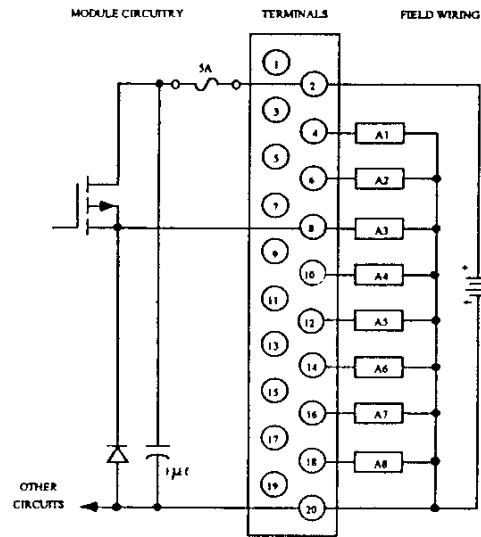 MODULE CIRCUITRY TERMINALS FIELD WIRING
5A
1
2
3
4 A1
5
6 A2
7
8 A3
9
10 A4
11
12 A5
13
14 A6
15
16 A7
17
18 A8
19
20
+
+
1μf
OTHER
CIRCUITS